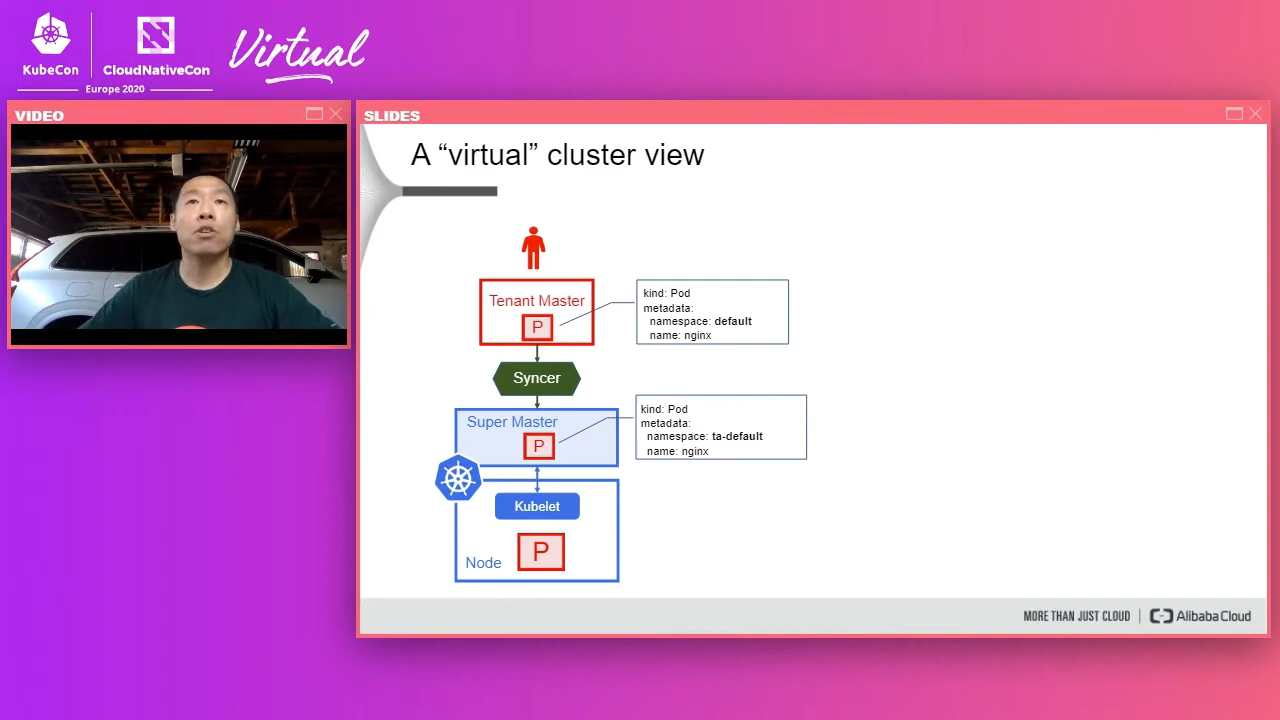 KubeCon
CloudNativeCon
Europe 2020
Virtual
VIDEO
SLIDES
A “virtual” cluster view
Tenant Master
P
kind: Pod
metadata:
namespace: default
name: nginx
Syncer
Super Master
P
kind: Pod
metadata:
namespace: ta-default
name: nginx
Kubelet
Node
P
MORE THAN JUST CLOUD | Alibaba Cloud